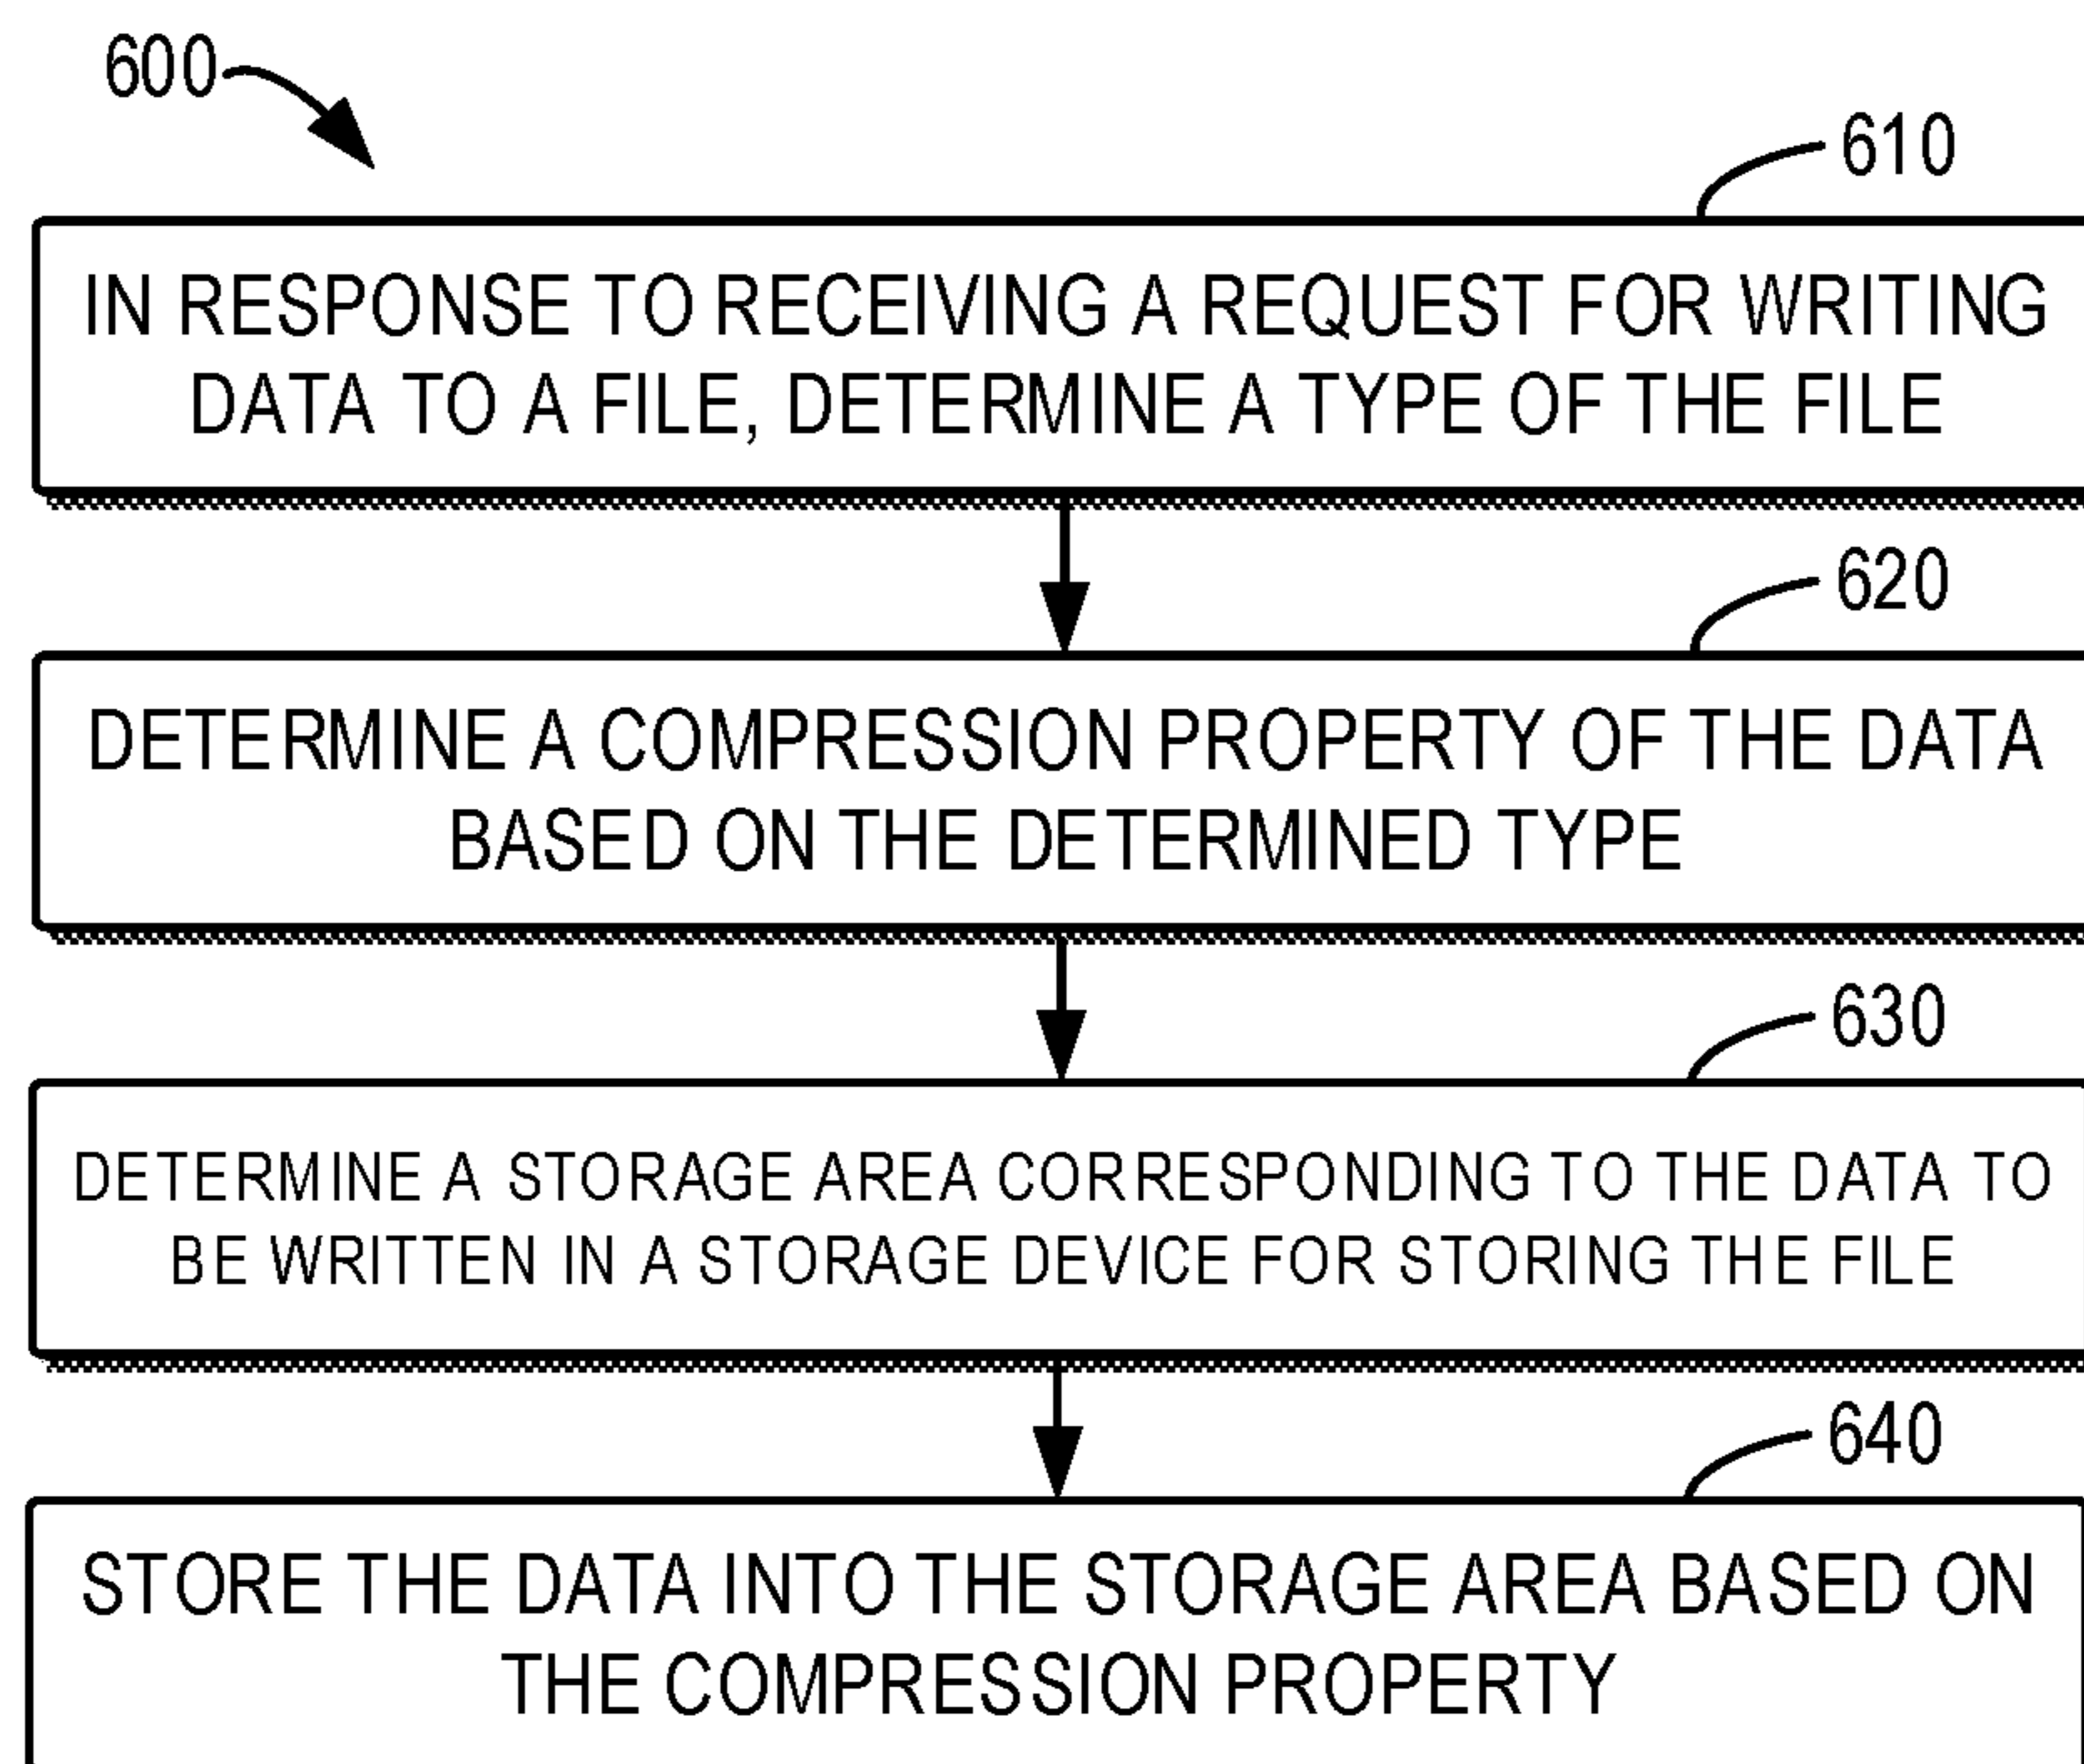 600
610
IN RESPONSE TO RECEIVING A REQUEST FOR WRITING
DATA TO A FILE, DETERMINE A TYPE OF THE FILE
620
DETERMINE A COMPRESSION PROPERTY OF THE DATA
BASED ON THE DETERMINED TYPE
630
DETERMINE A STORAGE AREA CORRESPONDING TO THE DATA TO
BE WRITTEN IN A STORAGE DEVICE FOR STORING THE FILE
640
STORE THE DATA INTO THE STORAGE AREA BASED ON
THE COMPRESSION PROPERTY